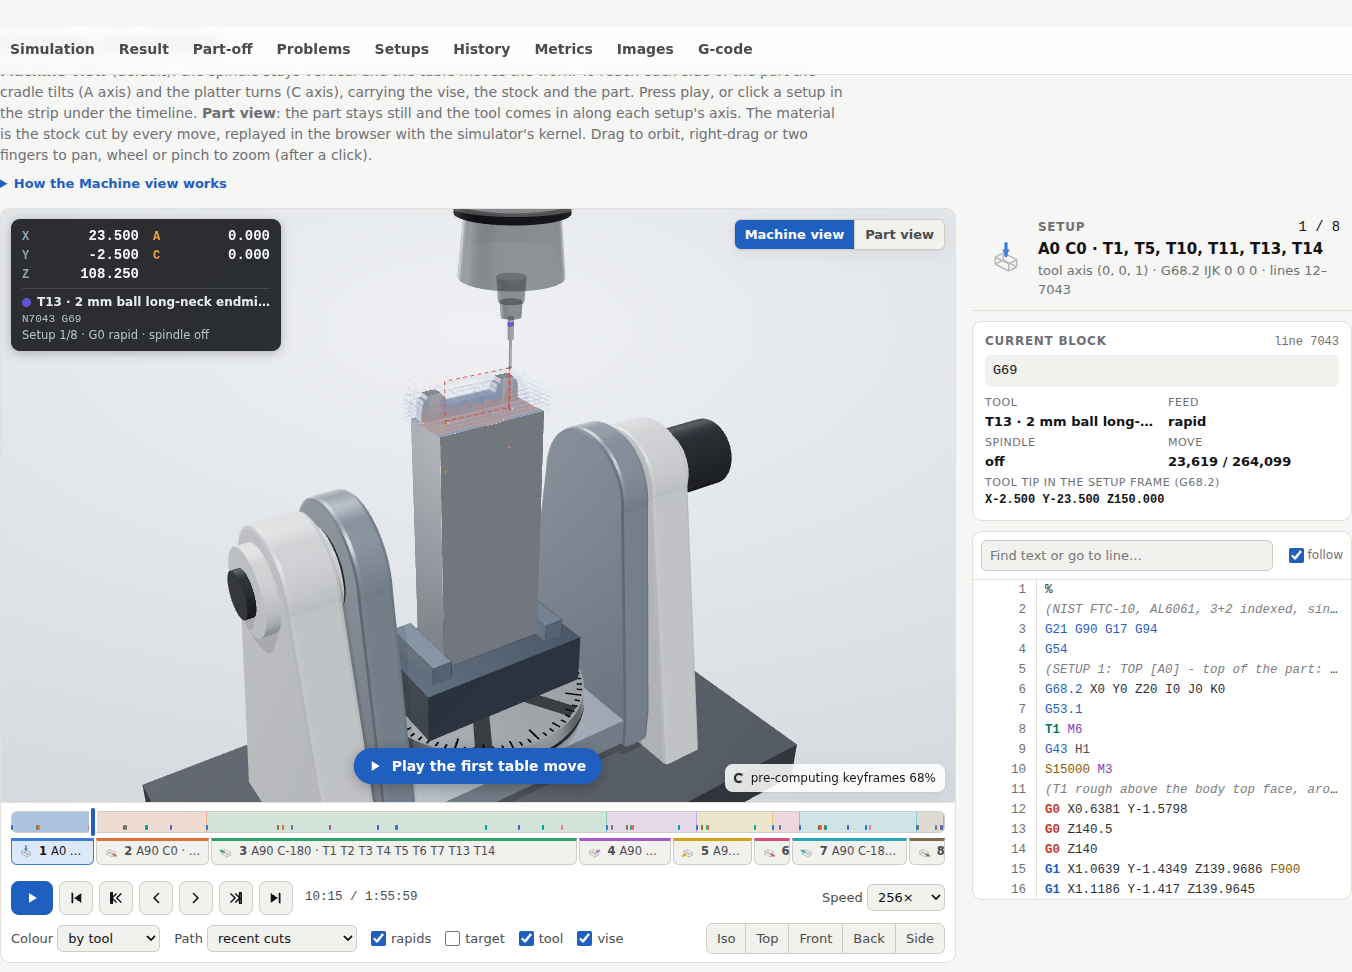 Simulation Result Part-off Problems Setups History Metrics Images G-code
cradle tilts (A axis) and the platter turns (C axis), carrying the vise, the stock and the part. Press play, or click a setup in
the strip under the timeline. Part view: the part stays still and the tool comes in along each setup's axis. The material
is the stock cut by every move, replayed in the browser with the simulator's kernel. Drag to orbit, right-drag or two
fingers to pan, wheel or pinch to zoom (after a click).
How the Machine view works
X 23.500 A 0.000
Y -2.500 C 0.000
Z 108.250
T13 · 2 mm ball long-neck endmi…
N7043 G69
Setup 1/8 · G0 rapid · spindle off
Machine view Part view
Play the first table move
pre-computing keyframes 68%
1 A0 … 2 A90 C0 · … 3 A90 C-180 · T1 T2 T3 T4 T5 T6 T7 T13 T14 4 A90 … 5 A9… 6 7 A90 C-18… 8
10:15 / 1:55:59 Speed 256×
Colour by tool Path recent cuts rapids target tool vise Iso Top Front Back Side
SETUP 1 / 8
A0 C0 · T1, T5, T10, T11, T13, T14
tool axis (0, 0, 1) · G68.2 IJK 0 0 0 · lines 12–
7043
CURRENT BLOCK line 7043
G69
TOOL FEED
T13 · 2 mm ball long-… rapid
SPINDLE MOVE
off 23,619 / 264,099
TOOL TIP IN THE SETUP FRAME (G68.2)
X-2.500 Y-23.500 Z150.000
Find text or go to line… follow
1 %
2 (NIST FTC-10, AL6061, 3+2 indexed, sin…
3 G21 G90 G17 G94
4 G54
5 (SETUP 1: TOP [A0] - top of the part: …
6 G68.2 X0 Y0 Z20 I0 J0 K0
7 G53.1
8 T1 M6
9 G43 H1
10 S15000 M3
11 (T1 rough above the body top face, aro…
12 G0 X0.6381 Y-1.5798
13 G0 Z140.5
14 G0 Z140
15 G1 X1.0639 Y-1.4349 Z139.9686 F900
16 G1 X1.1186 Y-1.417 Z139.9645